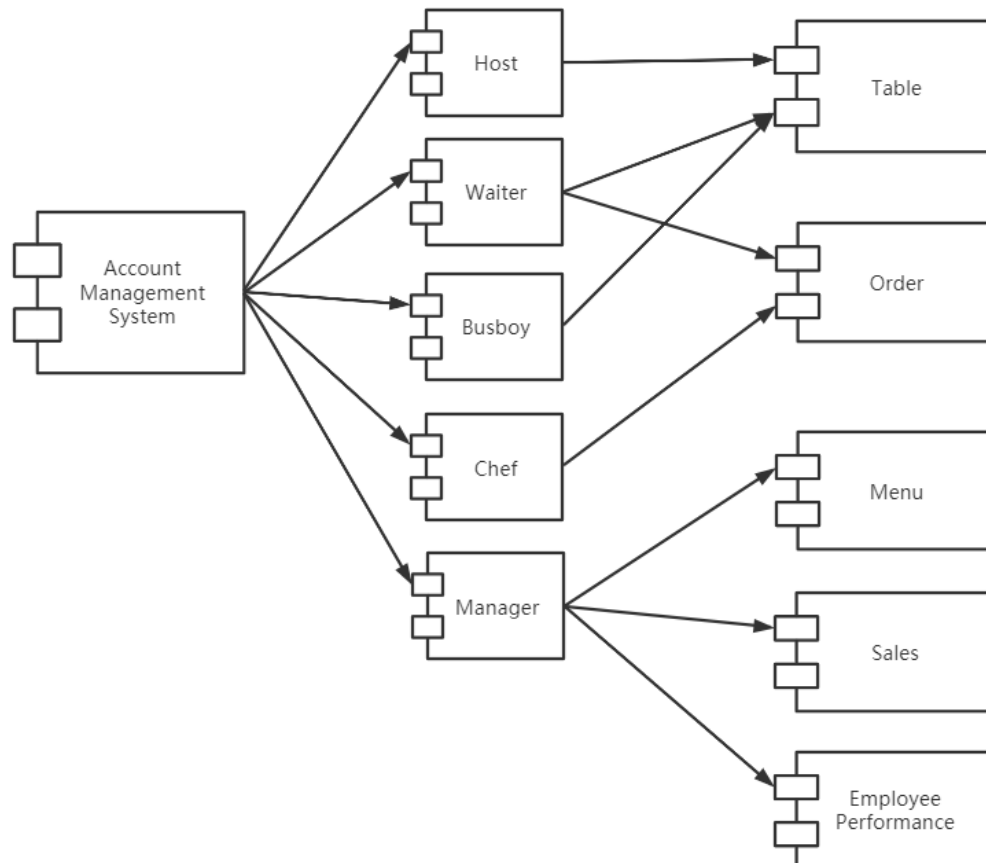 Host
Table
Waiter
Account
Management
System
Order
Busboy
Chef
Menu
Manager
Sales
Employee
Performance